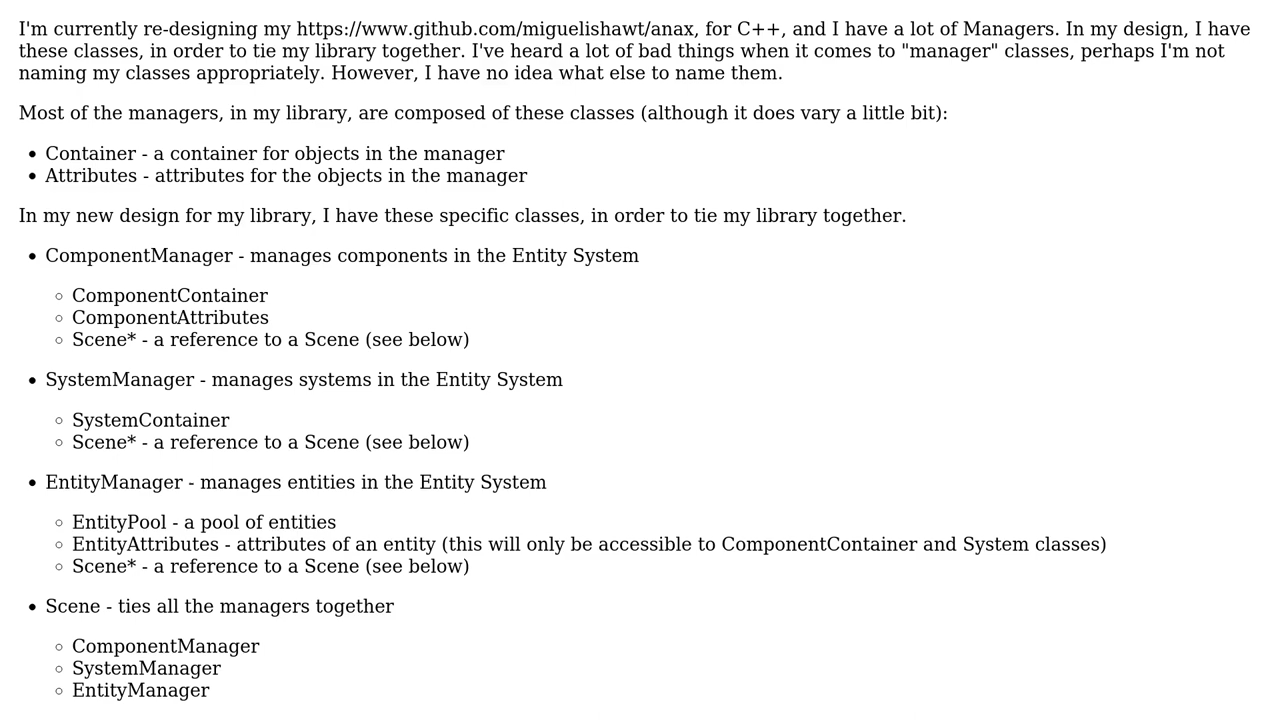 I'm currently re-designing my https://www.github.com/miguelishawt/anax, for C++, and I have a lot of Managers. In my design, I have
these classes, in order to tie my library together. I've heard a lot of bad things when it comes to "manager" classes, perhaps I'm not
naming my classes appropriately. However, I have no idea what else to name them.
Most of the managers, in my library, are composed of these classes (although it does vary a little bit):
• Container - a container for objects in the manager
• Attributes - attributes for the objects in the manager
In my new design for my library, I have these specific classes, in order to tie my library together.
• ComponentManager - manages components in the Entity System
◦ ComponentContainer
◦ ComponentAttributes
◦ Scene* - a reference to a Scene (see below)
• SystemManager - manages systems in the Entity System
◦ SystemContainer
◦ Scene* - a reference to a Scene (see below)
• EntityManager - manages entities in the Entity System
◦ EntityPool - a pool of entities
◦ EntityAttributes - attributes of an entity (this will only be accessible to ComponentContainer and System classes)
◦ Scene* - a reference to a Scene (see below)
• Scene - ties all the managers together
◦ ComponentManager
◦ SystemManager
◦ EntityManager